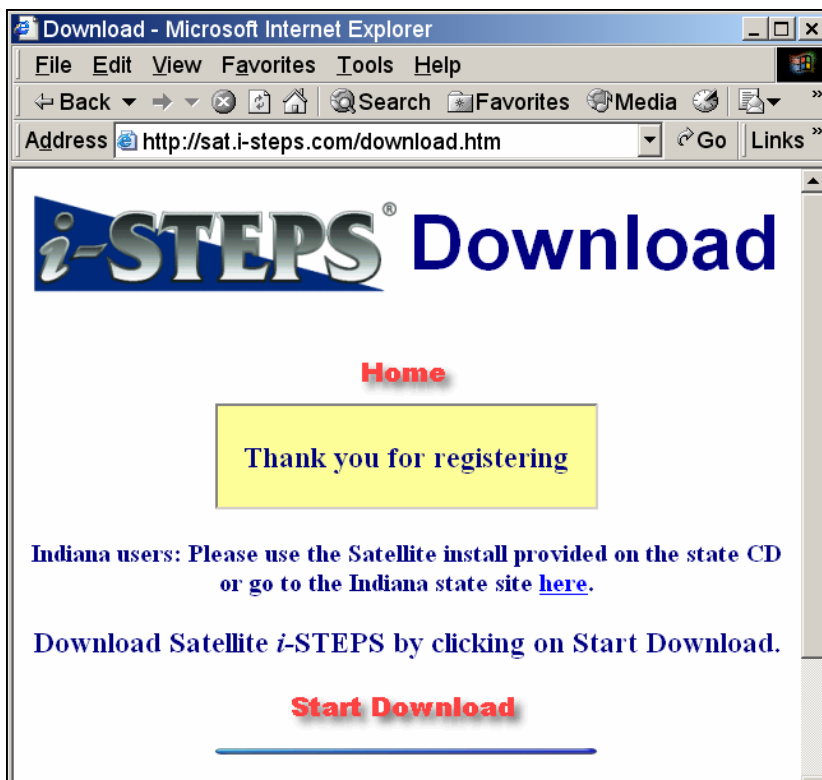 Download - Microsoft Internet Explorer
File Edit View Favorites Tools Help
Back Search Favorites Media »
Address http://sat.i-steps.com/download.htm Go Links »
i-STEPS® Download
Home
Thank you for registering
Indiana users: Please use the Satellite install provided on the state CD
or go to the Indiana state site here.
Download Satellite i-STEPS by clicking on Start Download.
Start Download